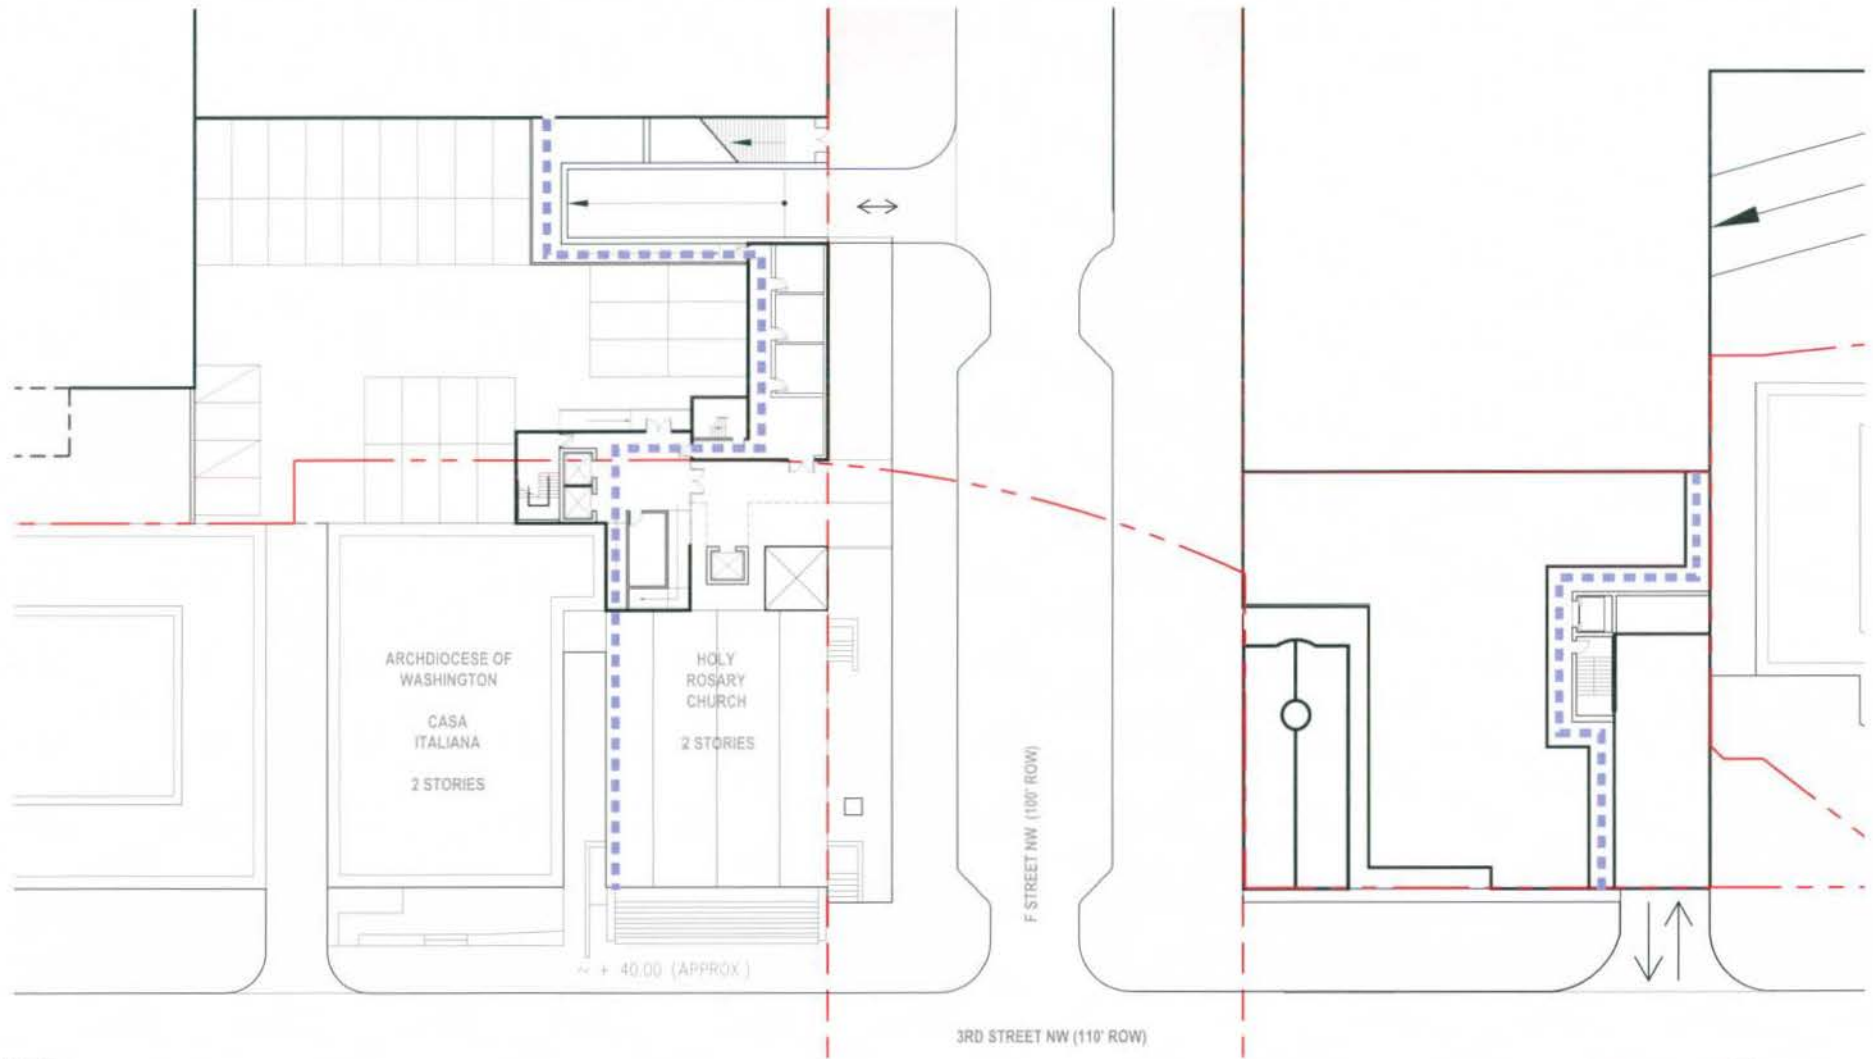 ARCHDIOCESE OF
WASHINGTON
CASA
ITALIANA
2 STORIES
HOLY
ROSARY
CHURCH
2 STORIES
F STREET NW (100' ROW)
~ + 40.00 (APPROX.)
3RD STREET NW (110' ROW)